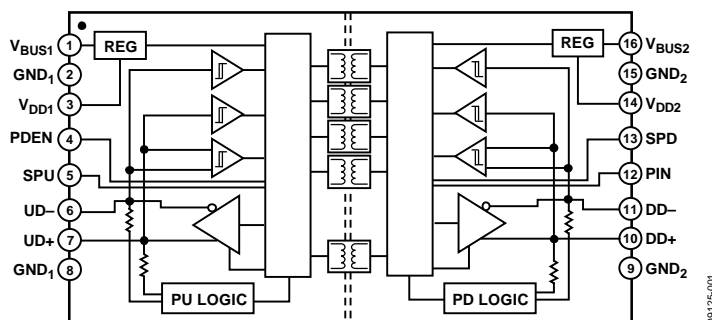 VBUS1 1 REG REG 16 VBUS2
GND1 2 15 GND2
VDD1 3 14 VDD2
PDEN 4 13 SPD
SPU 5 12 PIN
UD– 6 11 DD–
UD+ 7 10 DD+
GND1 8 9 GND2
PU LOGIC PD LOGIC
09125-001